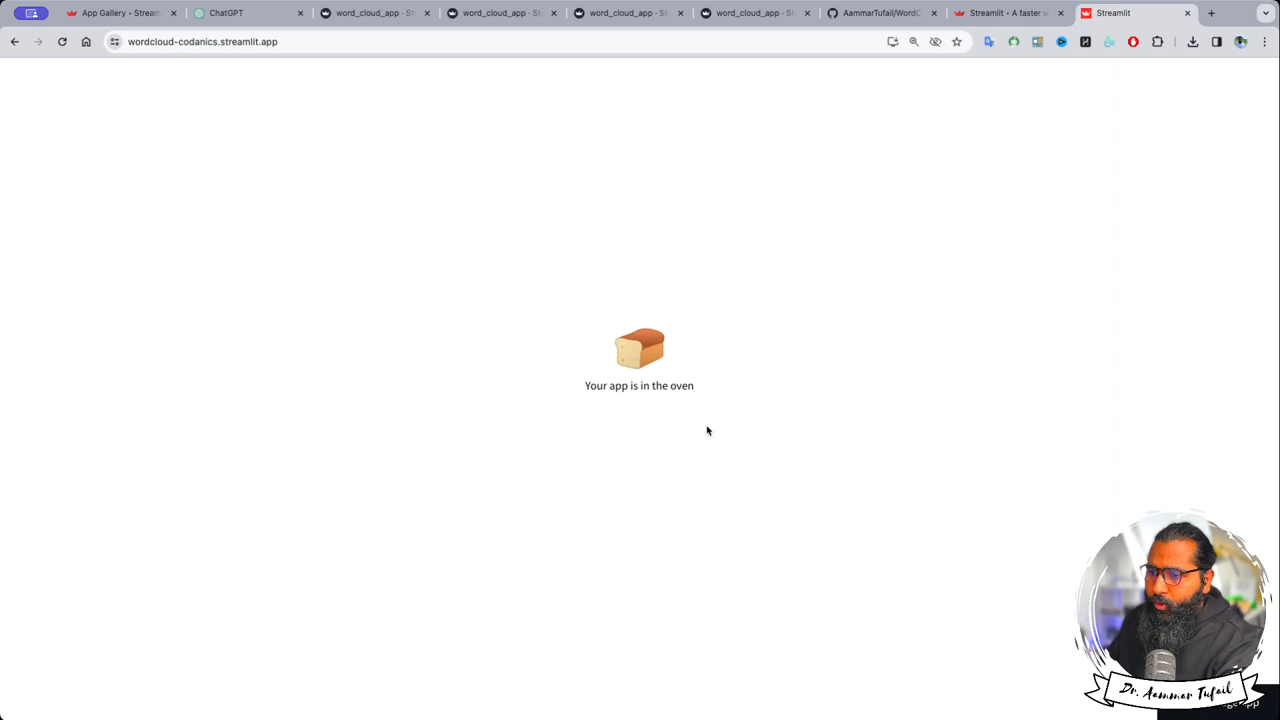 App Gallery • Stream
ChatGPT
word_cloud_app - St
word_cloud_app - St
word_cloud_app - St
word_cloud_app - St
AammarTufail/WordC
Streamlit • A faster w
Streamlit
wordcloud-codanics.streamlit.app
Your app is in the oven
Dr. Aammar Tufail